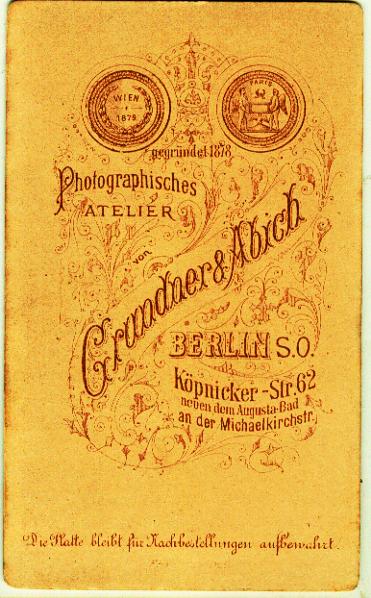 WIEN
1879
PARIS
gegründet 1878
Photographisches
ATELIER
von
Grundner & Abich
BERLIN S.O.
Köpnicker-Str. 62
neben dem Augusta-Bad
an der Michaelkirchstr.
Die Platte bleibt für Nachbestellungen aufbewahrt.